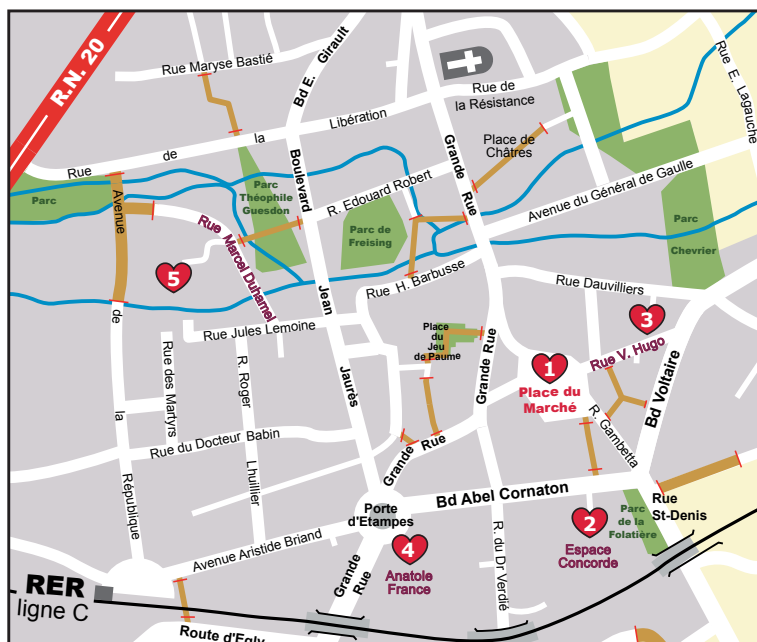 R.N. 20
Rue Maryse Bastié
Bd E. Girault
Rue E. Lagauche
Rue de
la Résistance
Rue de la Libération
Place de
Châtres
Grande Rue
Boulevard
Parc
Théophile
Guesdon
R. Edouard Robert
Avenue du Général de Gaulle
Parc
Avenue
Rue Marcel Duhamel
Parc de
Freising
Parc
Chevrier
5
Rue H. Barbusse
Rue Dauvilliers
Jean
3
Rue Jules Lemoine
Place
du
Jeu
de Paume
Grande Rue
Rue V. Hugo
1
Place du
Marché
Bd Voltaire
de
Rue des Martyrs
R. Roger
Jaurès
la
R. Gambetta
Rue du Docteur Babin
Grande Rue
Lhuillier
République
Bd Abel Cornaton
Rue
St-Denis
Porte
d'Etampes
2
Parc
de la
Folatière
Espace
Concorde
Avenue Aristide Briand
4
Anatole
France
R. du Dr Verdié
Grande
Rue
RER
ligne C
Route d'Egly